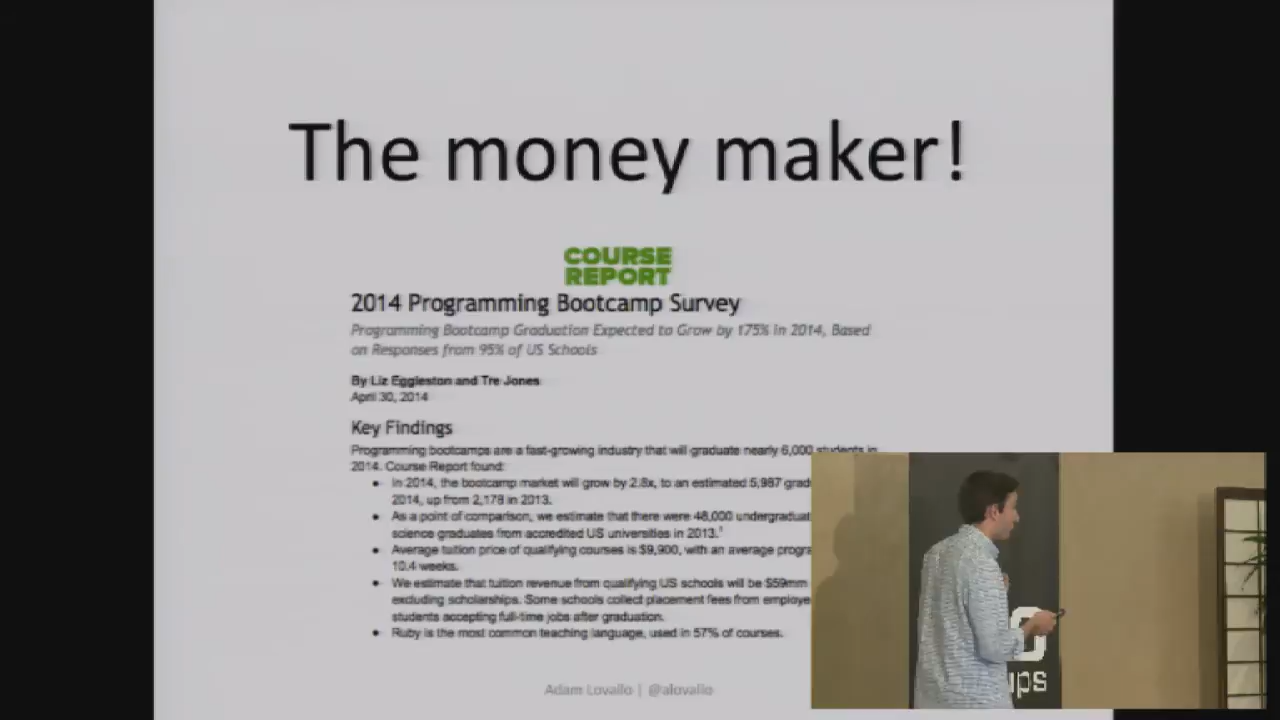 The money maker!
COURSE
REPORT
2014 Programming Bootcamp Survey
Programming Bootcamp Graduation Expected to Grow by 175% in 2014, Based
on Responses from 95% of US Schools
By Liz Eggleston and Tre Jones
April 30, 2014
Key Findings
Programming bootcamps are a fast-growing industry that will graduate nearly 6,000 students in
2014. Course Report found:
• In 2014, the bootcamp market will grow by 2.8x, to an estimated 5,987
2014, up from 2,178 in 2013.
• As a point of comparison, we estimate that there were 48,000
science graduates from accredited US universities in 2013.¹
• Average tuition price of qualifying courses is $9,900, with an average
10.4 weeks.
• We estimate that tuition revenue from qualifying US schools will be $59mm
excluding scholarships. Some schools collect placement fees from
students accepting full-time jobs after graduation.
• Ruby is the most common teaching language, used in 57% of courses.
Adam Lovallo | @alovallo
ups